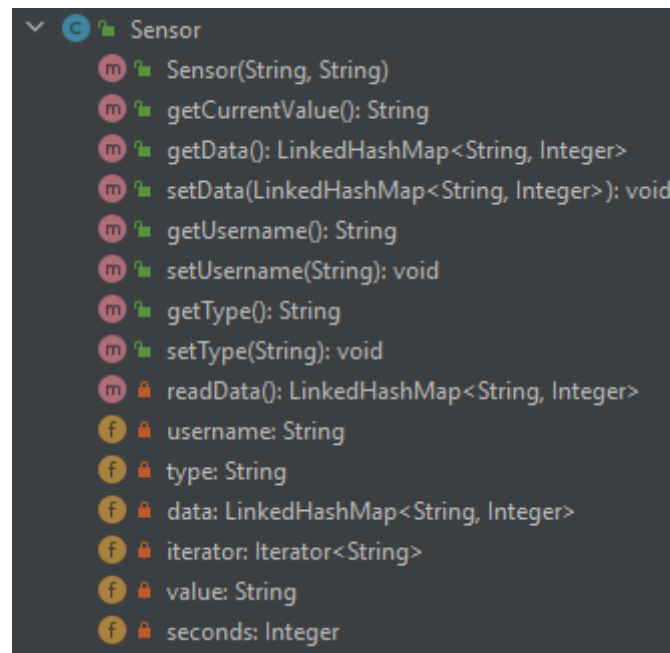 C Sensor
m Sensor(String, String)
m getCurrentValue(): String
m getData(): LinkedHashMap<String, Integer>
m setData(LinkedHashMap<String, Integer>): void
m getUsername(): String
m setUsername(String): void
m getType(): String
m setType(String): void
m readData(): LinkedHashMap<String, Integer>
f username: String
f type: String
f data: LinkedHashMap<String, Integer>
f iterator: Iterator<String>
f value: String
f seconds: Integer